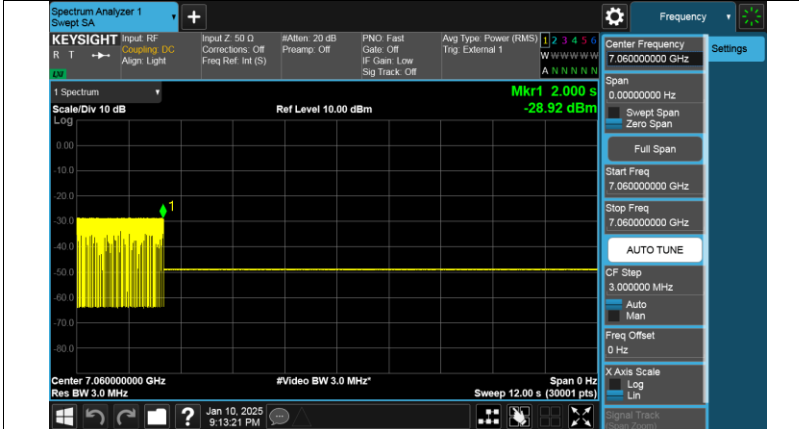 Spectrum Analyzer 1
Swept SA
Frequency
KEYSIGHT
R T
LXI
Input: RF
Coupling: DC
Align: Light
Input Z: 50 Ω
Corrections: Off
Freq Ref: Int (S)
#Atten: 20 dB
Preamp: Off
PNO: Fast
Gate: Off
IF Gain: Low
Sig Track: Off
Avg Type: Power (RMS)
Trig: External 1
1 2 3 4 5 6
W W W W W W
A N N N N N
1 Spectrum
Scale/Div 10 dB
Ref Level 10.00 dBm
Mkr1 2.000 s
-28.92 dBm
Log
0.00
-10.0
-20.0
-30.0
-40.0
-50.0
-60.0
-70.0
-80.0
1
Center 7.060000000 GHz
Res BW 3.0 MHz
#Video BW 3.0 MHz*
Span 0 Hz
Sweep 12.00 s (30001 pts)
Jan 10, 2025
9:13:21 PM
Settings
Center Frequency
7.060000000 GHz
Span
0.00000000 Hz
Swept Span
Zero Span
Full Span
Start Freq
7.060000000 GHz
Stop Freq
7.060000000 GHz
AUTO TUNE
CF Step
3.000000 MHz
Auto
Man
Freq Offset
0 Hz
X Axis Scale
Log
Lin
Signal Track
(Span Zoom)